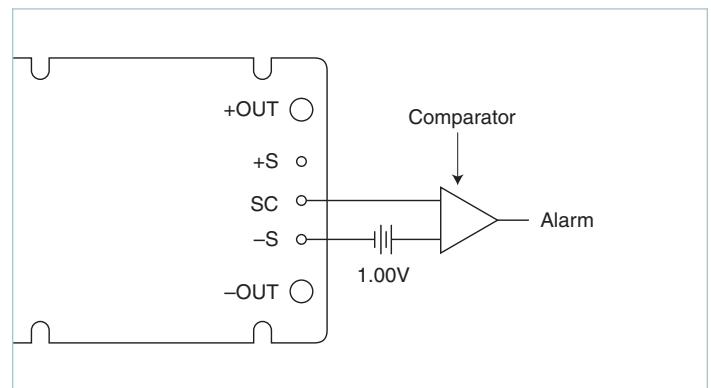 +OUT
Comparator
+S
SC
Alarm
–S
1.00V
–OUT